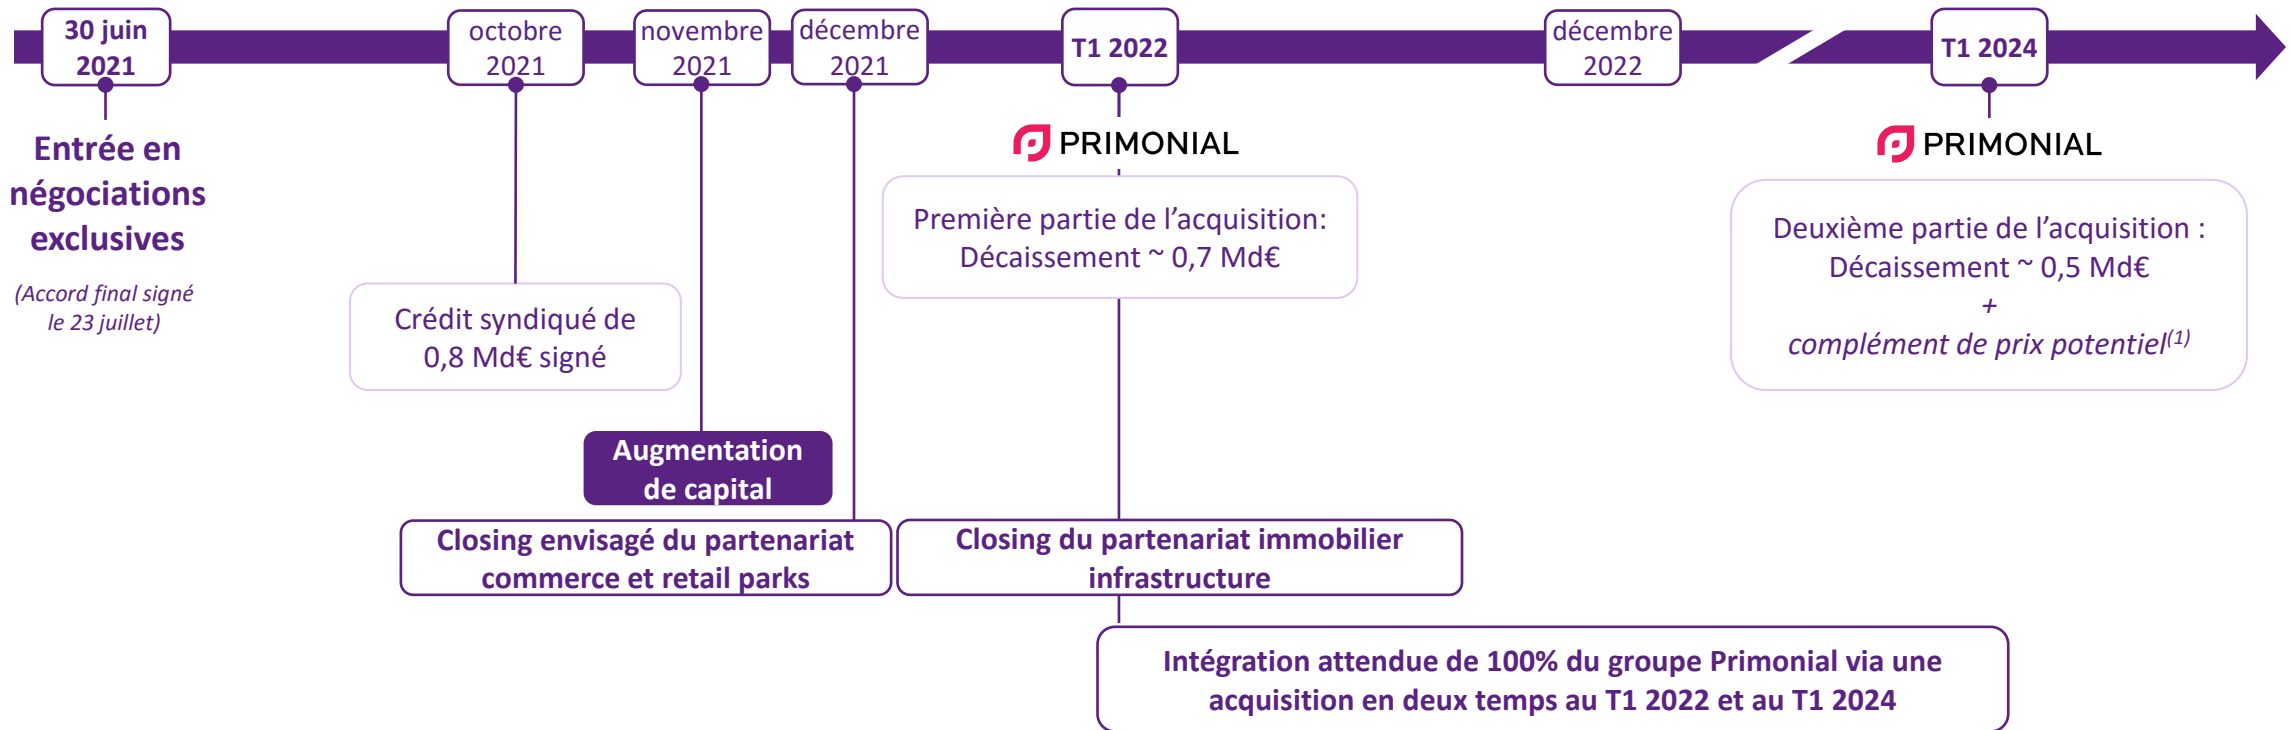 30 juin
2021
octobre
2021
novembre
2021
décembre
2021
T1 2022
décembre
2022
T1 2024
Entrée en
négociations
exclusives
(Accord final signé
le 23 juillet)
Crédit syndiqué de
0,8 Md€ signé
Augmentation
de capital
Closing envisagé du partenariat
commerce et retail parks
PRIMONIAL
Première partie de l’acquisition:
Décaissement ~ 0,7 Md€
Closing du partenariat immobilier
infrastructure
PRIMONIAL
Deuxième partie de l’acquisition :
Décaissement ~ 0,5 Md€
+
complément de prix potentiel(1)
Intégration attendue de 100% du groupe Primonial via une
acquisition en deux temps au T1 2022 et au T1 2024